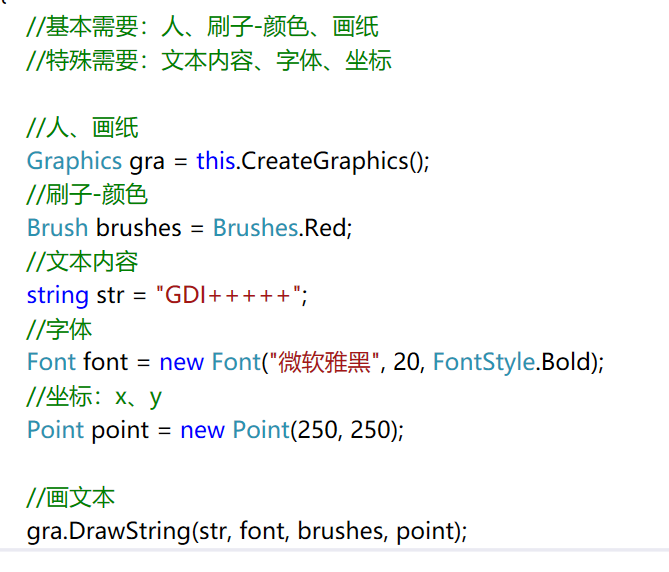 //基本需要：人、刷子-颜色、画纸
//特殊需要：文本内容、字体、坐标
//人、画纸
Graphics gra = this.CreateGraphics();
//刷子-颜色
Brush brushes = Brushes.Red;
//文本内容
string str = "GDI+++++";
//字体
Font font = new Font("微软雅黑", 20, FontStyle.Bold);
//坐标：x、y
Point point = new Point(250, 250);
//画文本
gra.DrawString(str, font, brushes, point);